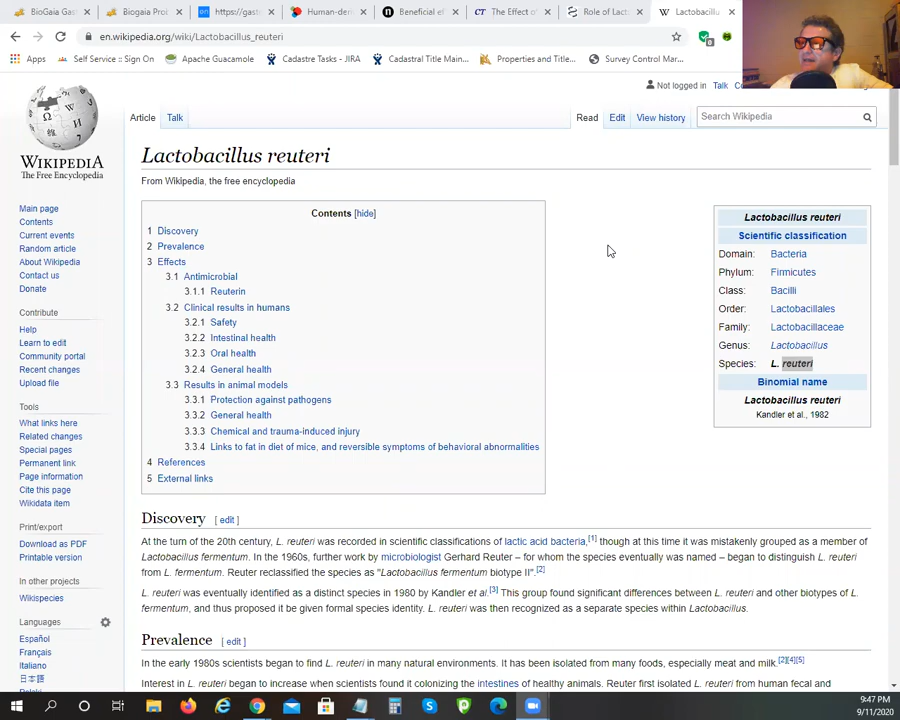 BioGaia Gas
Biogaia Pro
https://gast
Human-deri
Beneficial ef
The Effect o
Role of Lact
Lactobacillus
en.wikipedia.org/wiki/Lactobacillus_reuteri
Apps
Self Service :: Sign On
Apache Guacamole
Cadastre Tasks - JIRA
Cadastral Title Main...
Properties and Title...
Survey Control Mar...
Not logged in Talk
Article Talk Read Edit View history Search Wikipedia
WIKIPEDIA
The Free Encyclopedia
Main page
Contents
Current events
Random article
About Wikipedia
Contact us
Donate
Contribute
Help
Learn to edit
Community portal
Recent changes
Upload file
Tools
What links here
Related changes
Special pages
Permanent link
Page information
Cite this page
Wikidata item
Print/export
Download as PDF
Printable version
In other projects
Wikispecies
Languages
Español
Français
Italiano
日本語
Lactobacillus reuteri
From Wikipedia, the free encyclopedia
Contents [hide]
1 Discovery
2 Prevalence
3 Effects
3.1 Antimicrobial
3.1.1 Reuterin
3.2 Clinical results in humans
3.2.1 Safety
3.2.2 Intestinal health
3.2.3 Oral health
3.2.4 General health
3.3 Results in animal models
3.3.1 Protection against pathogens
3.3.2 General health
3.3.3 Chemical and trauma-induced injury
3.3.4 Links to fat in diet of mice, and reversible symptoms of behavioral abnormalities
4 References
5 External links
Lactobacillus reuteri
Scientific classification
Domain: Bacteria
Phylum: Firmicutes
Class: Bacilli
Order: Lactobacillales
Family: Lactobacillaceae
Genus: Lactobacillus
Species: L. reuteri
Binomial name
Lactobacillus reuteri
Kandler et al., 1982
Discovery [ edit ]
At the turn of the 20th century, L. reuteri was recorded in scientific classifications of lactic acid bacteria,[1] though at this time it was mistakenly grouped as a member of
Lactobacillus fermentum. In the 1960s, further work by microbiologist Gerhard Reuter – for whom the species eventually was named – began to distinguish L. reuteri
from L. fermentum. Reuter reclassified the species as "Lactobacillus fermentum biotype II".[2]
L. reuteri was eventually identified as a distinct species in 1980 by Kandler et al.[3] This group found significant differences between L. reuteri and other biotypes of L.
fermentum, and thus proposed it be given formal species identity. L. reuteri was then recognized as a separate species within Lactobacillus.
Prevalence [ edit ]
In the early 1980s scientists began to find L. reuteri in many natural environments. It has been isolated from many foods, especially meat and milk.[2][4][5]
Interest in L. reuteri began to increase when scientists found it colonizing the intestines of healthy animals. Reuter first isolated L. reuteri from human fecal and
9:47 PM
9/11/2020